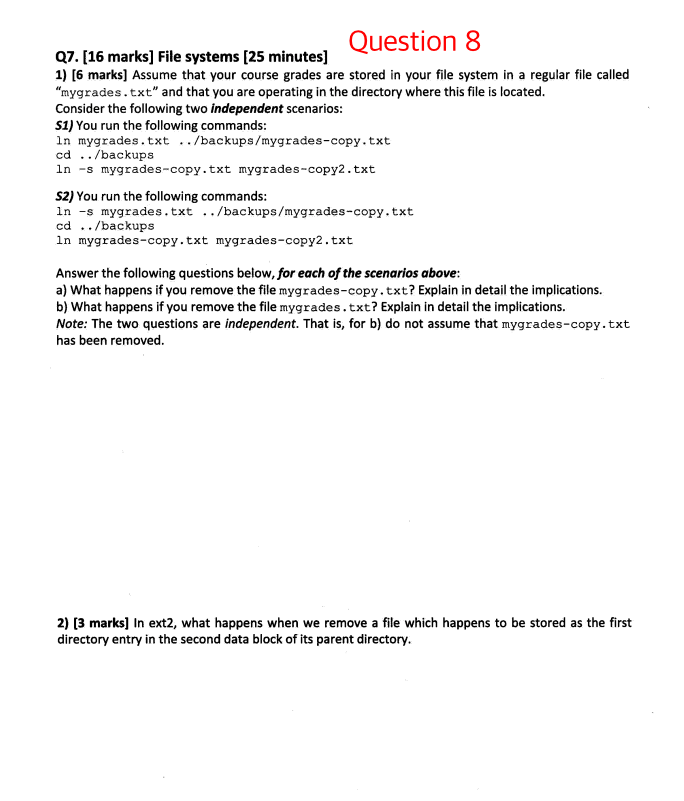 Question 8
Q7. [16 marks] File systems [25 minutes]
1) [6 marks] Assume that your course grades are stored in your file system in a regular file called
“mygrades.txt” and that you are operating in the directory where this file is located.
Consider the following two independent scenarios:
S1) You run the following commands:
ln mygrades.txt ../backups/mygrades-copy.txt
cd ../backups
ln -s mygrades-copy.txt mygrades-copy2.txt
S2) You run the following commands:
ln -s mygrades.txt ../backups/mygrades-copy.txt
cd ../backups
ln mygrades-copy.txt mygrades-copy2.txt
Answer the following questions below, for each of the scenarios above:
a) What happens if you remove the file mygrades-copy.txt? Explain in detail the implications.
b) What happens if you remove the file mygrades.txt? Explain in detail the implications.
Note: The two questions are independent. That is, for b) do not assume that mygrades-copy.txt
has been removed.
2) [3 marks] In ext2, what happens when we remove a file which happens to be stored as the first
directory entry in the second data block of its parent directory.